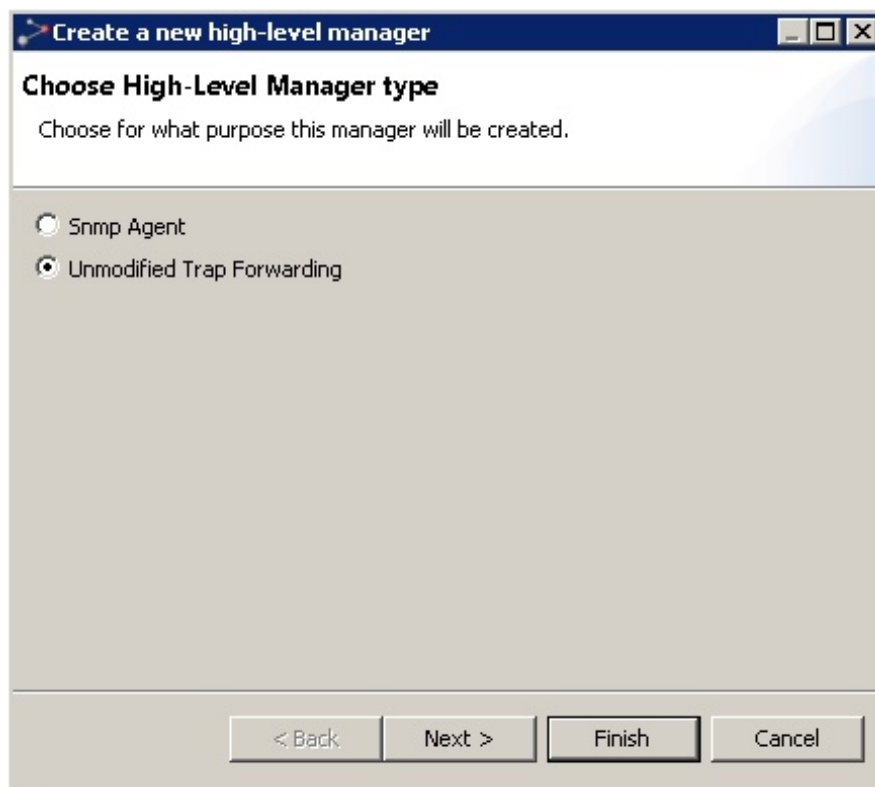 Create a new high-level manager
Choose High-Level Manager type
Choose for what purpose this manager will be created.
Snmp Agent
Unmodified Trap Forwarding
< Back Next > Finish Cancel